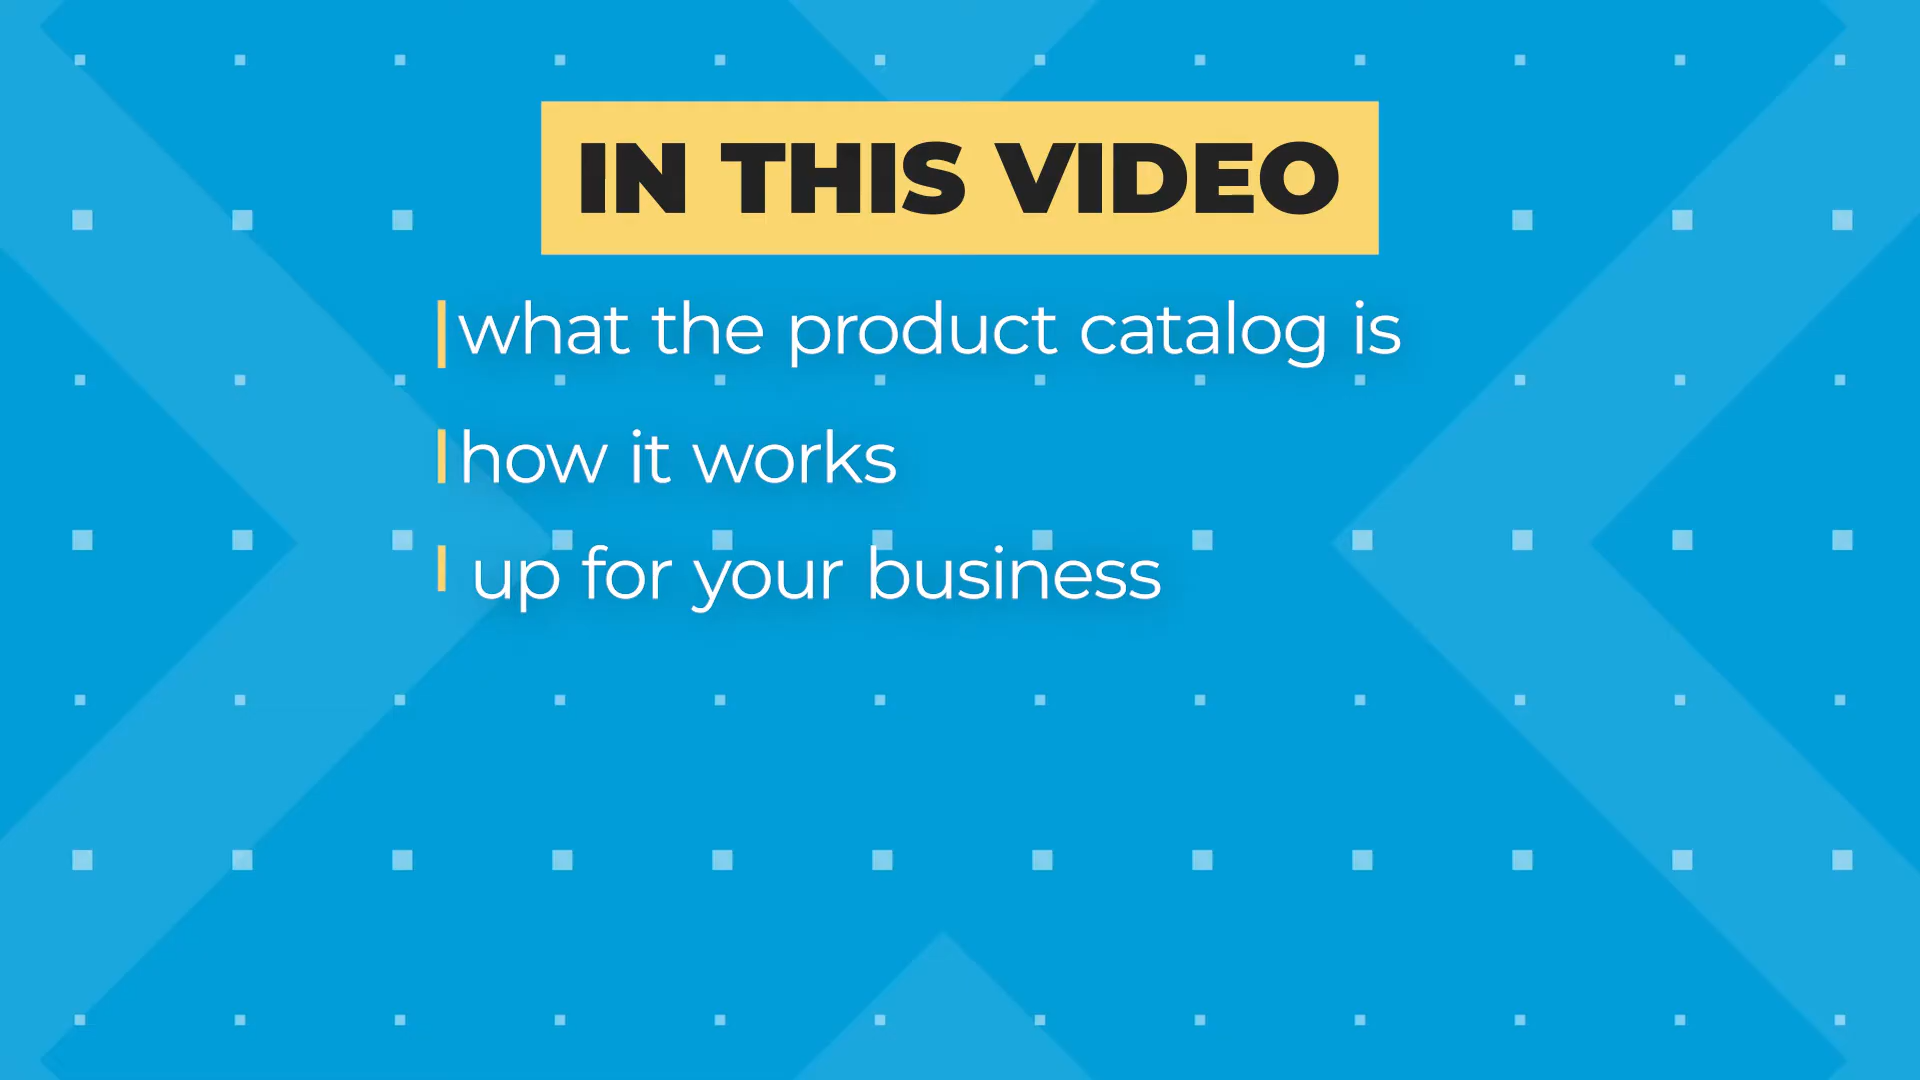 IN THIS VIDEO
what the product catalog is
how it works
up for your business